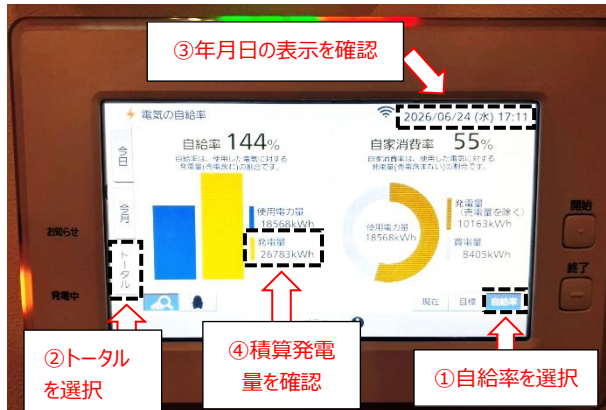 ③年月日の表示を確認
電気の自給率
2026/06/24 (水) 17:11
今日
今月
トータル
自給率 144%
自給率は、使用した電気に対する
発電量(売電含む)の割合です。
使用電力量
18568kWh
発電量
26783kWh
自家消費率 55%
自家消費率は、使用した電気に対する
発電量(売電含まない)の割合です。
使用電力量
18568kWh
発電量
(売電量を除く)
10163kWh
買電量
8405kWh
現在
目標
自給率
お知らせ
発電中
開始
終了
②トータル
を選択
④積算発電
量を確認
①自給率を選択